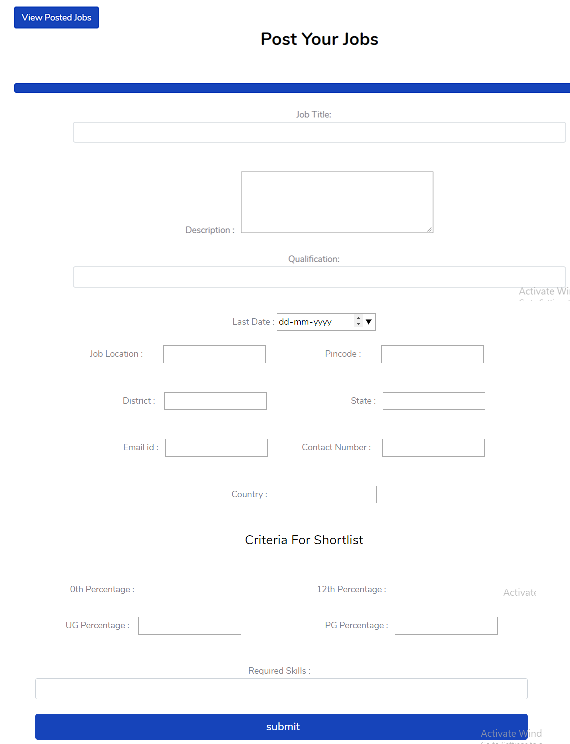 View Posted Jobs
Post Your Jobs
Job Title:
Description :
Qualification:
Activate Win
Last Date : dd-mm-yyyy
Job Location : Pincode :
District : State :
Email id : Contact Number :
Country :
Criteria For Shortlist
0th Percentage : 12th Percentage :
Activate
UG Percentage : PG Percentage :
Required Skills :
submit
Activate Wind